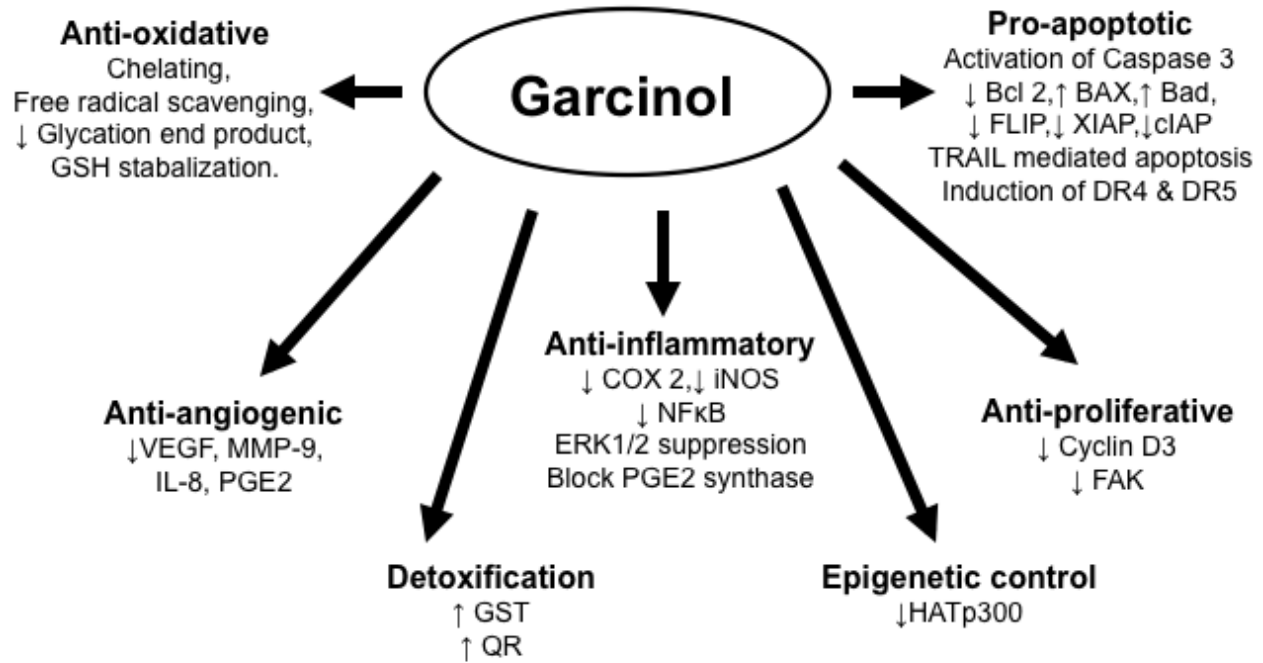 Garcinol
Anti-oxidative
Chelating,
Free radical scavenging,
↓ Glycation end product,
GSH stabalization.
Pro-apoptotic
Activation of Caspase 3
↓ Bcl 2,↑ BAX,↑ Bad,
↓ FLIP,↓ XIAP,↓cIAP
TRAIL mediated apoptosis
Induction of DR4 & DR5
Anti-angiogenic
↓VEGF, MMP-9,
IL-8, PGE2
Anti-inflammatory
↓ COX 2,↓ iNOS
↓ NFκB
ERK1/2 suppression
Block PGE2 synthase
Anti-proliferative
↓ Cyclin D3
↓ FAK
Detoxification
↑ GST
↑ QR
Epigenetic control
↓HATp300